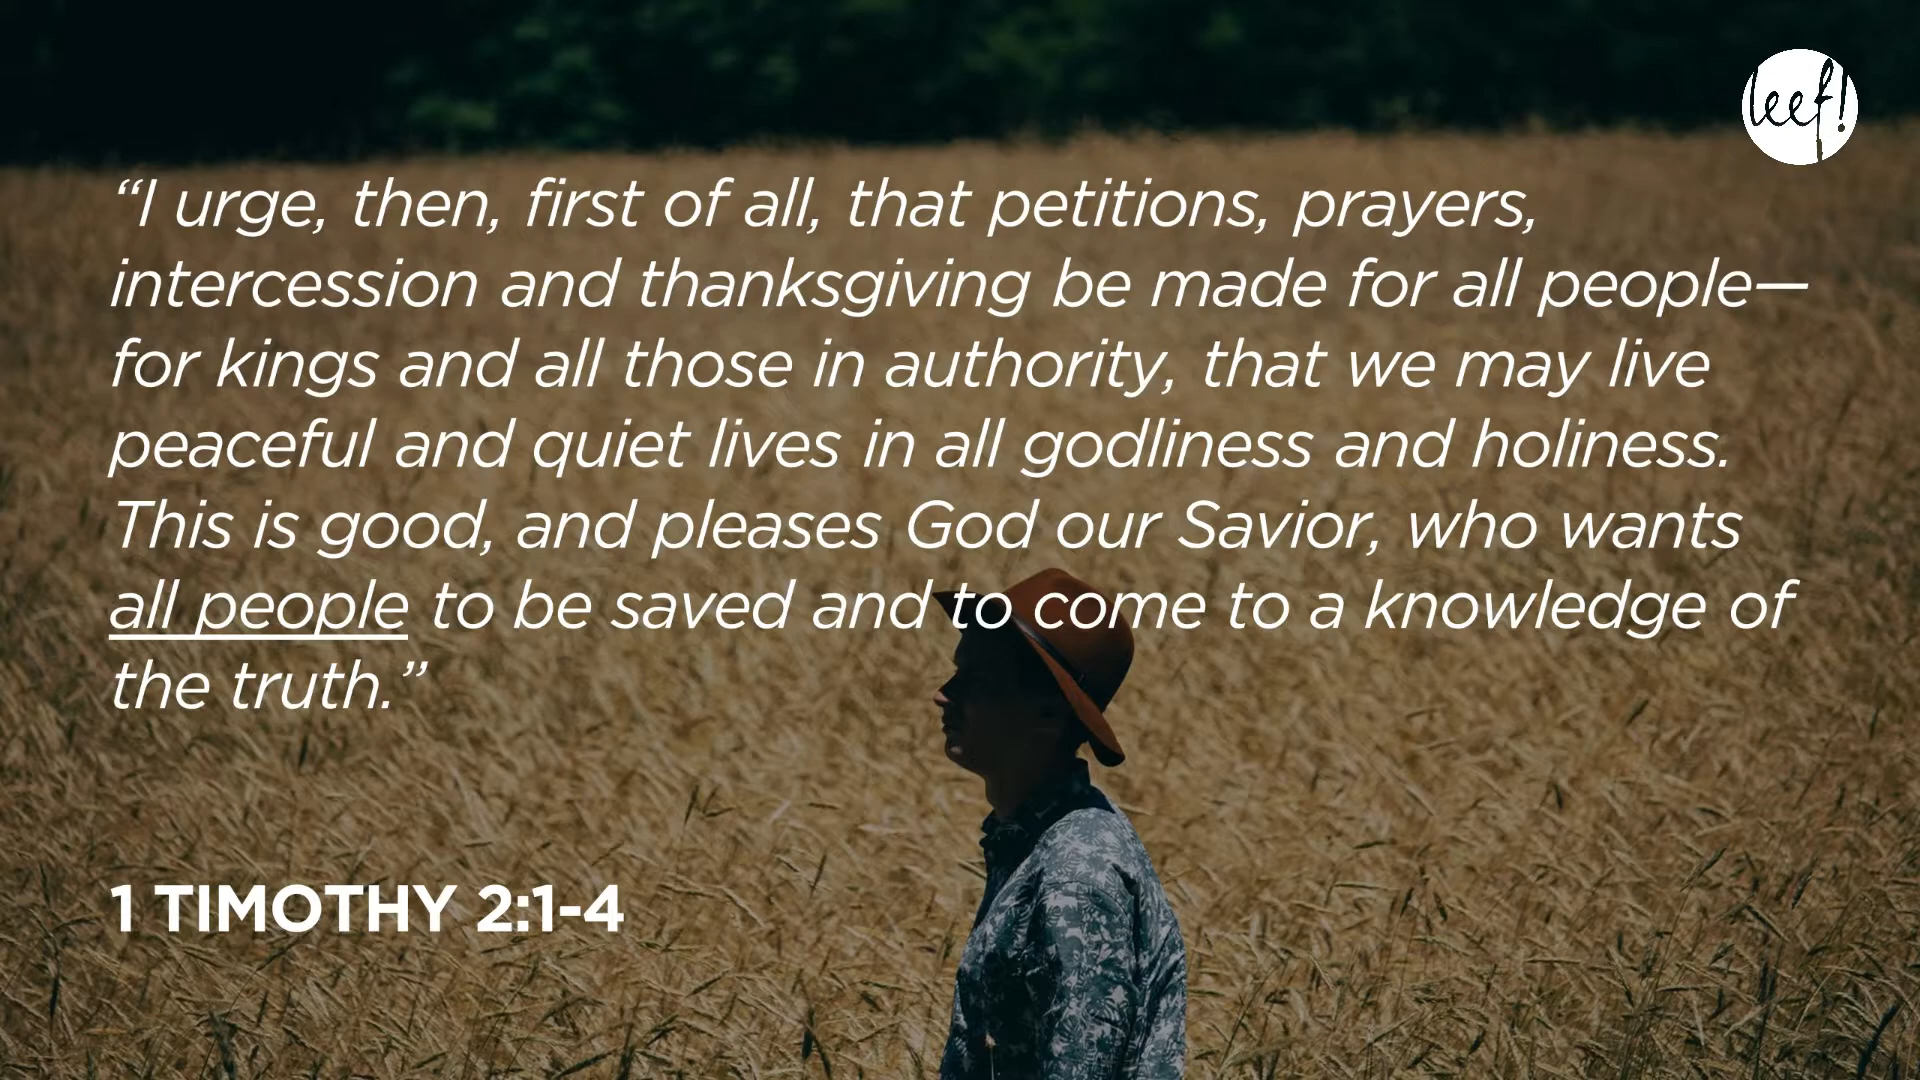 leef!
“I urge, then, first of all, that petitions, prayers,
intercession and thanksgiving be made for all people—
for kings and all those in authority, that we may live
peaceful and quiet lives in all godliness and holiness.
This is good, and pleases God our Savior, who wants
all people to be saved and to come to a knowledge of
the truth.”
1 TIMOTHY 2:1-4